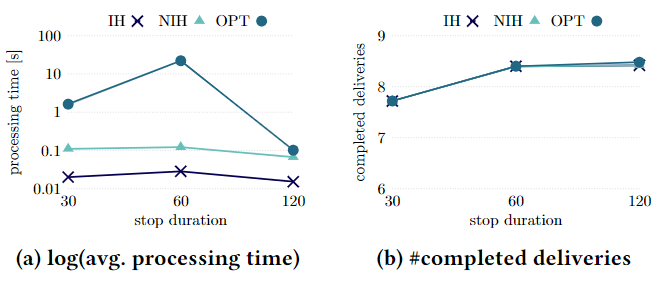 IH NIH OPT
processing time [s]
100
10
1
0.1
0.01
30 60 120
stop duration
(a) log(avg. processing time)
IH NIH OPT
completed deliveries
9
8
7
6
30 60 120
stop duration
(b) #completed deliveries